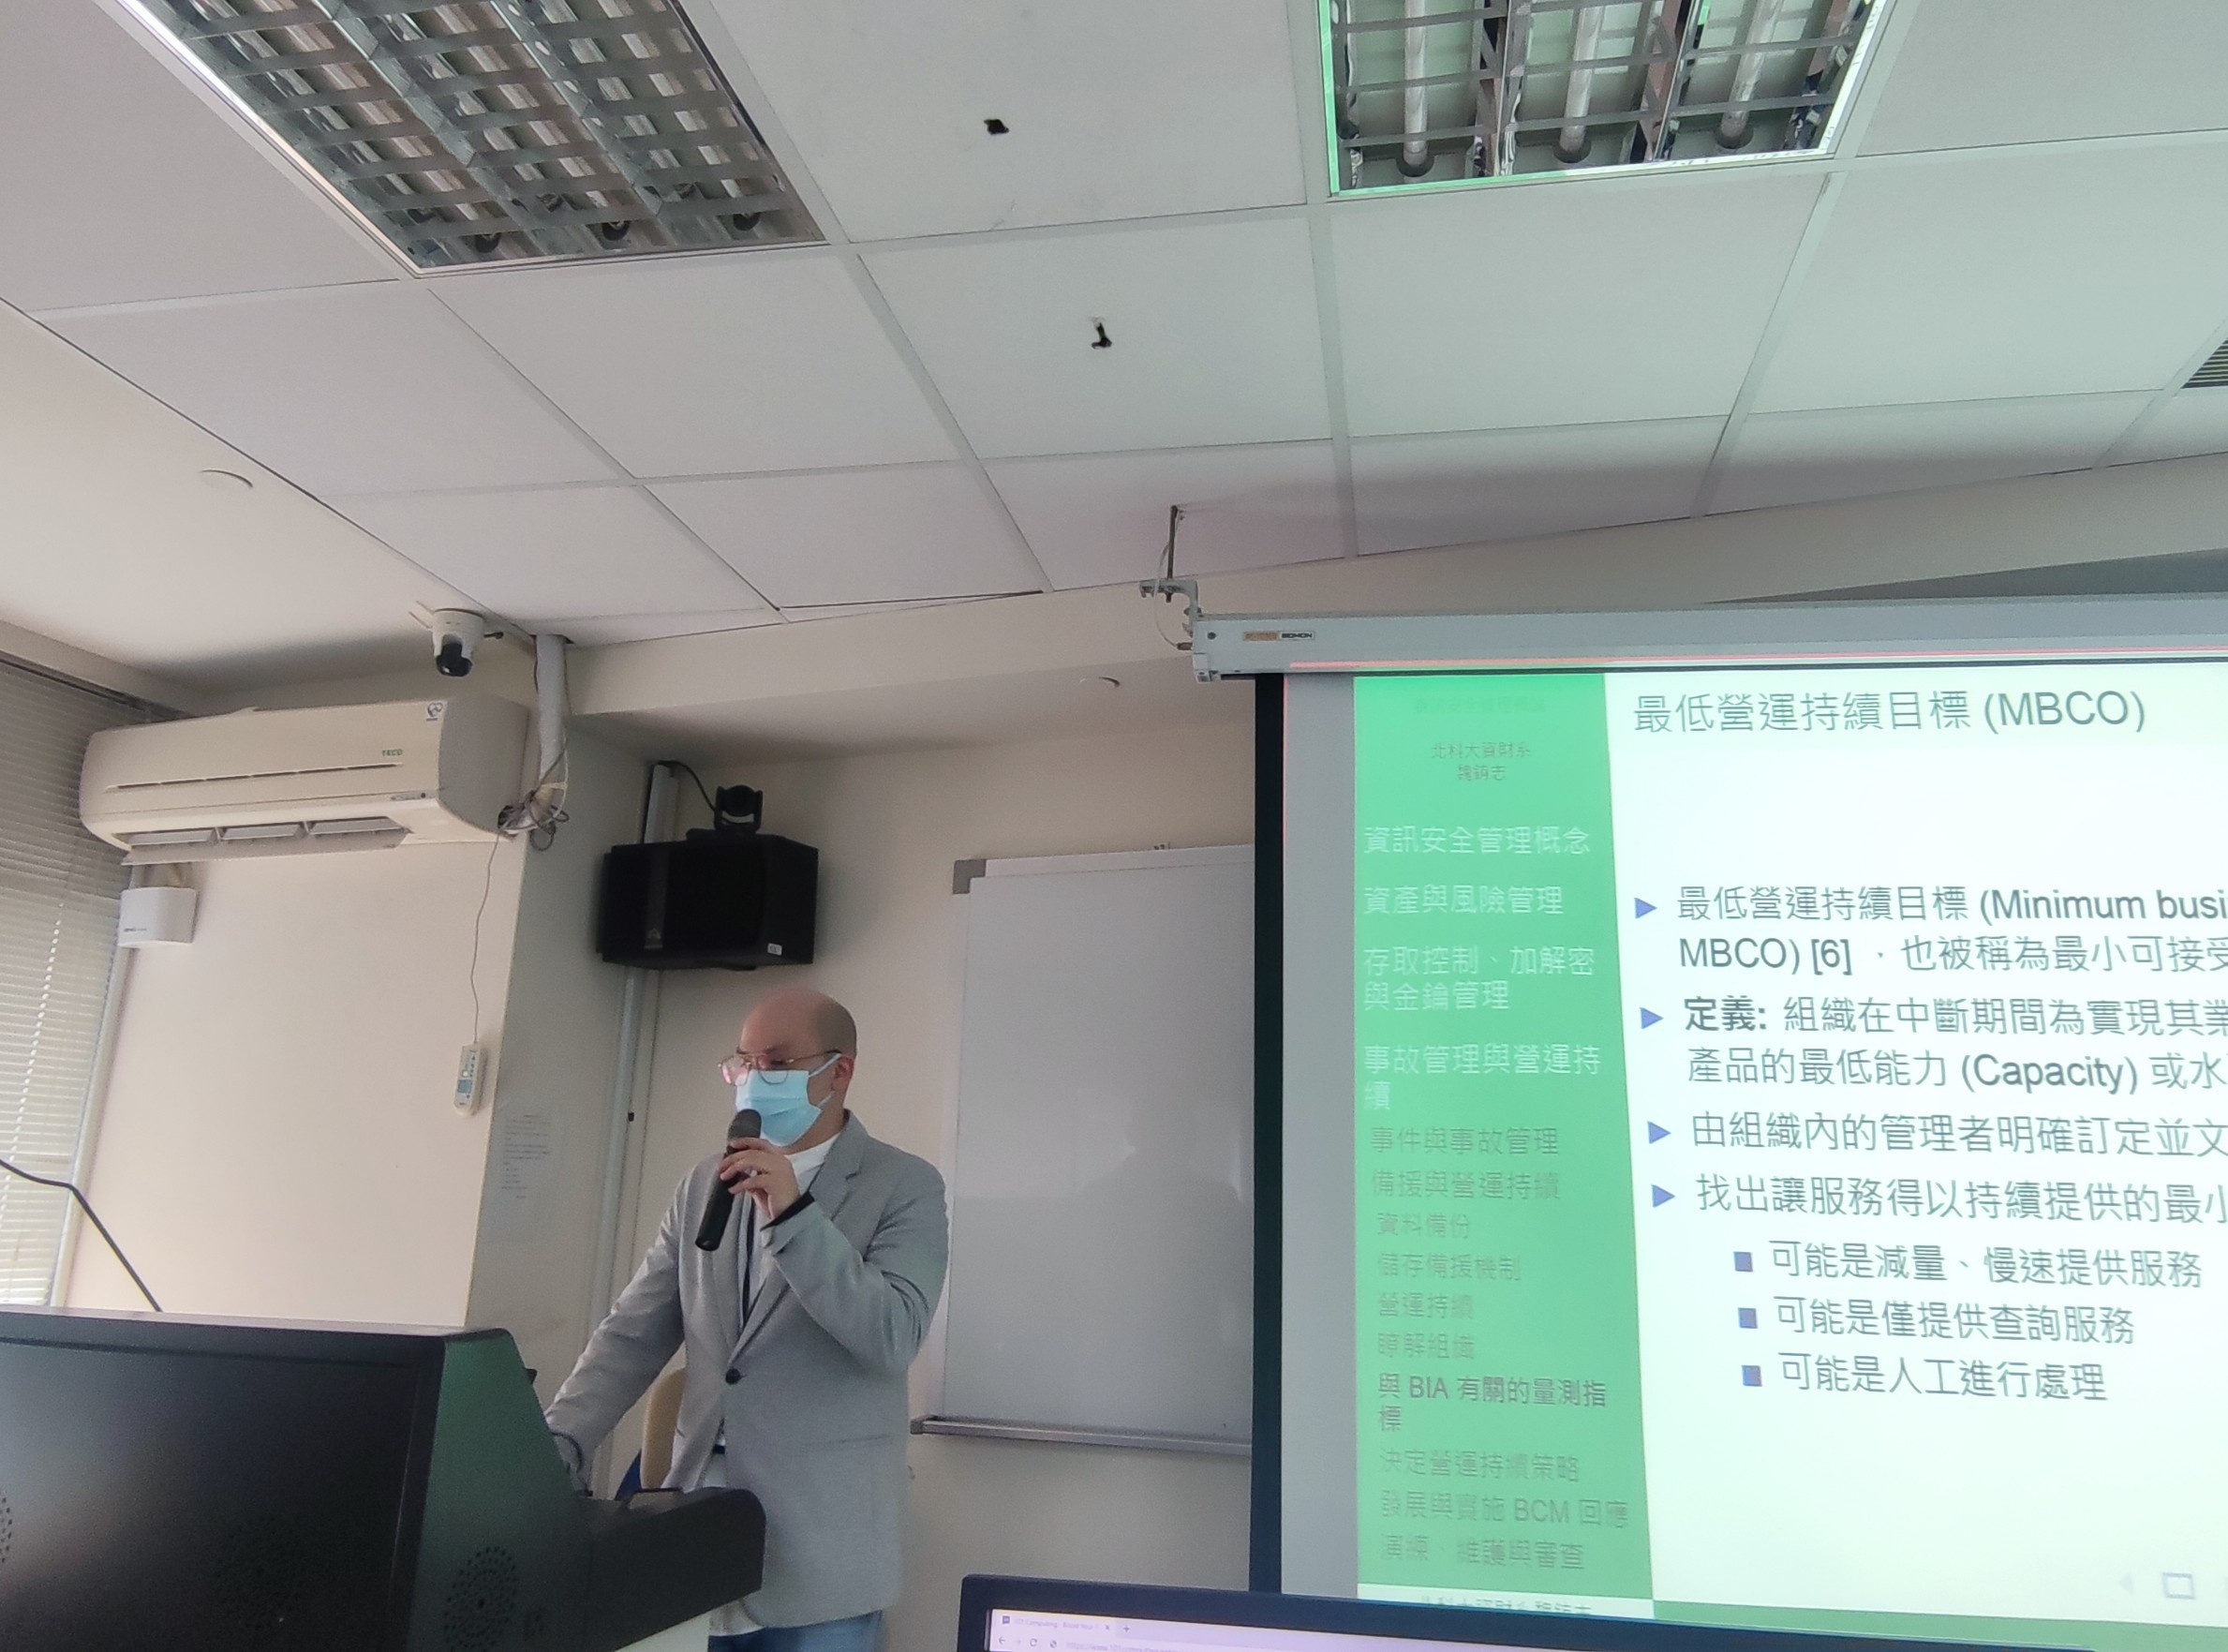 TECO
最低營運持續目標 (MBCO)
北科大資財系
魏銪志
資訊安全管理概念
資產與風險管理
存取控制、加解密
與金鑰管理
事故管理與營運持
續
事件與事故管理
備援與營運持續
資料備份
儲存備援機制
營運持續
瞭解組織
與 BIA 有關的量測指
標
決定營運持續策略
發展與實施 BCM 回應
演練、維護與審查
最低營運持續目標 (Minimum busi
MBCO) [6] ，也被稱為最小可接受
定義: 組織在中斷期間為實現其業
產品的最低能力 (Capacity) 或水
由組織內的管理者明確訂定並文
找出讓服務得以持續提供的最小
可能是減量、慢速提供服務
可能是僅提供查詢服務
可能是人工進行處理